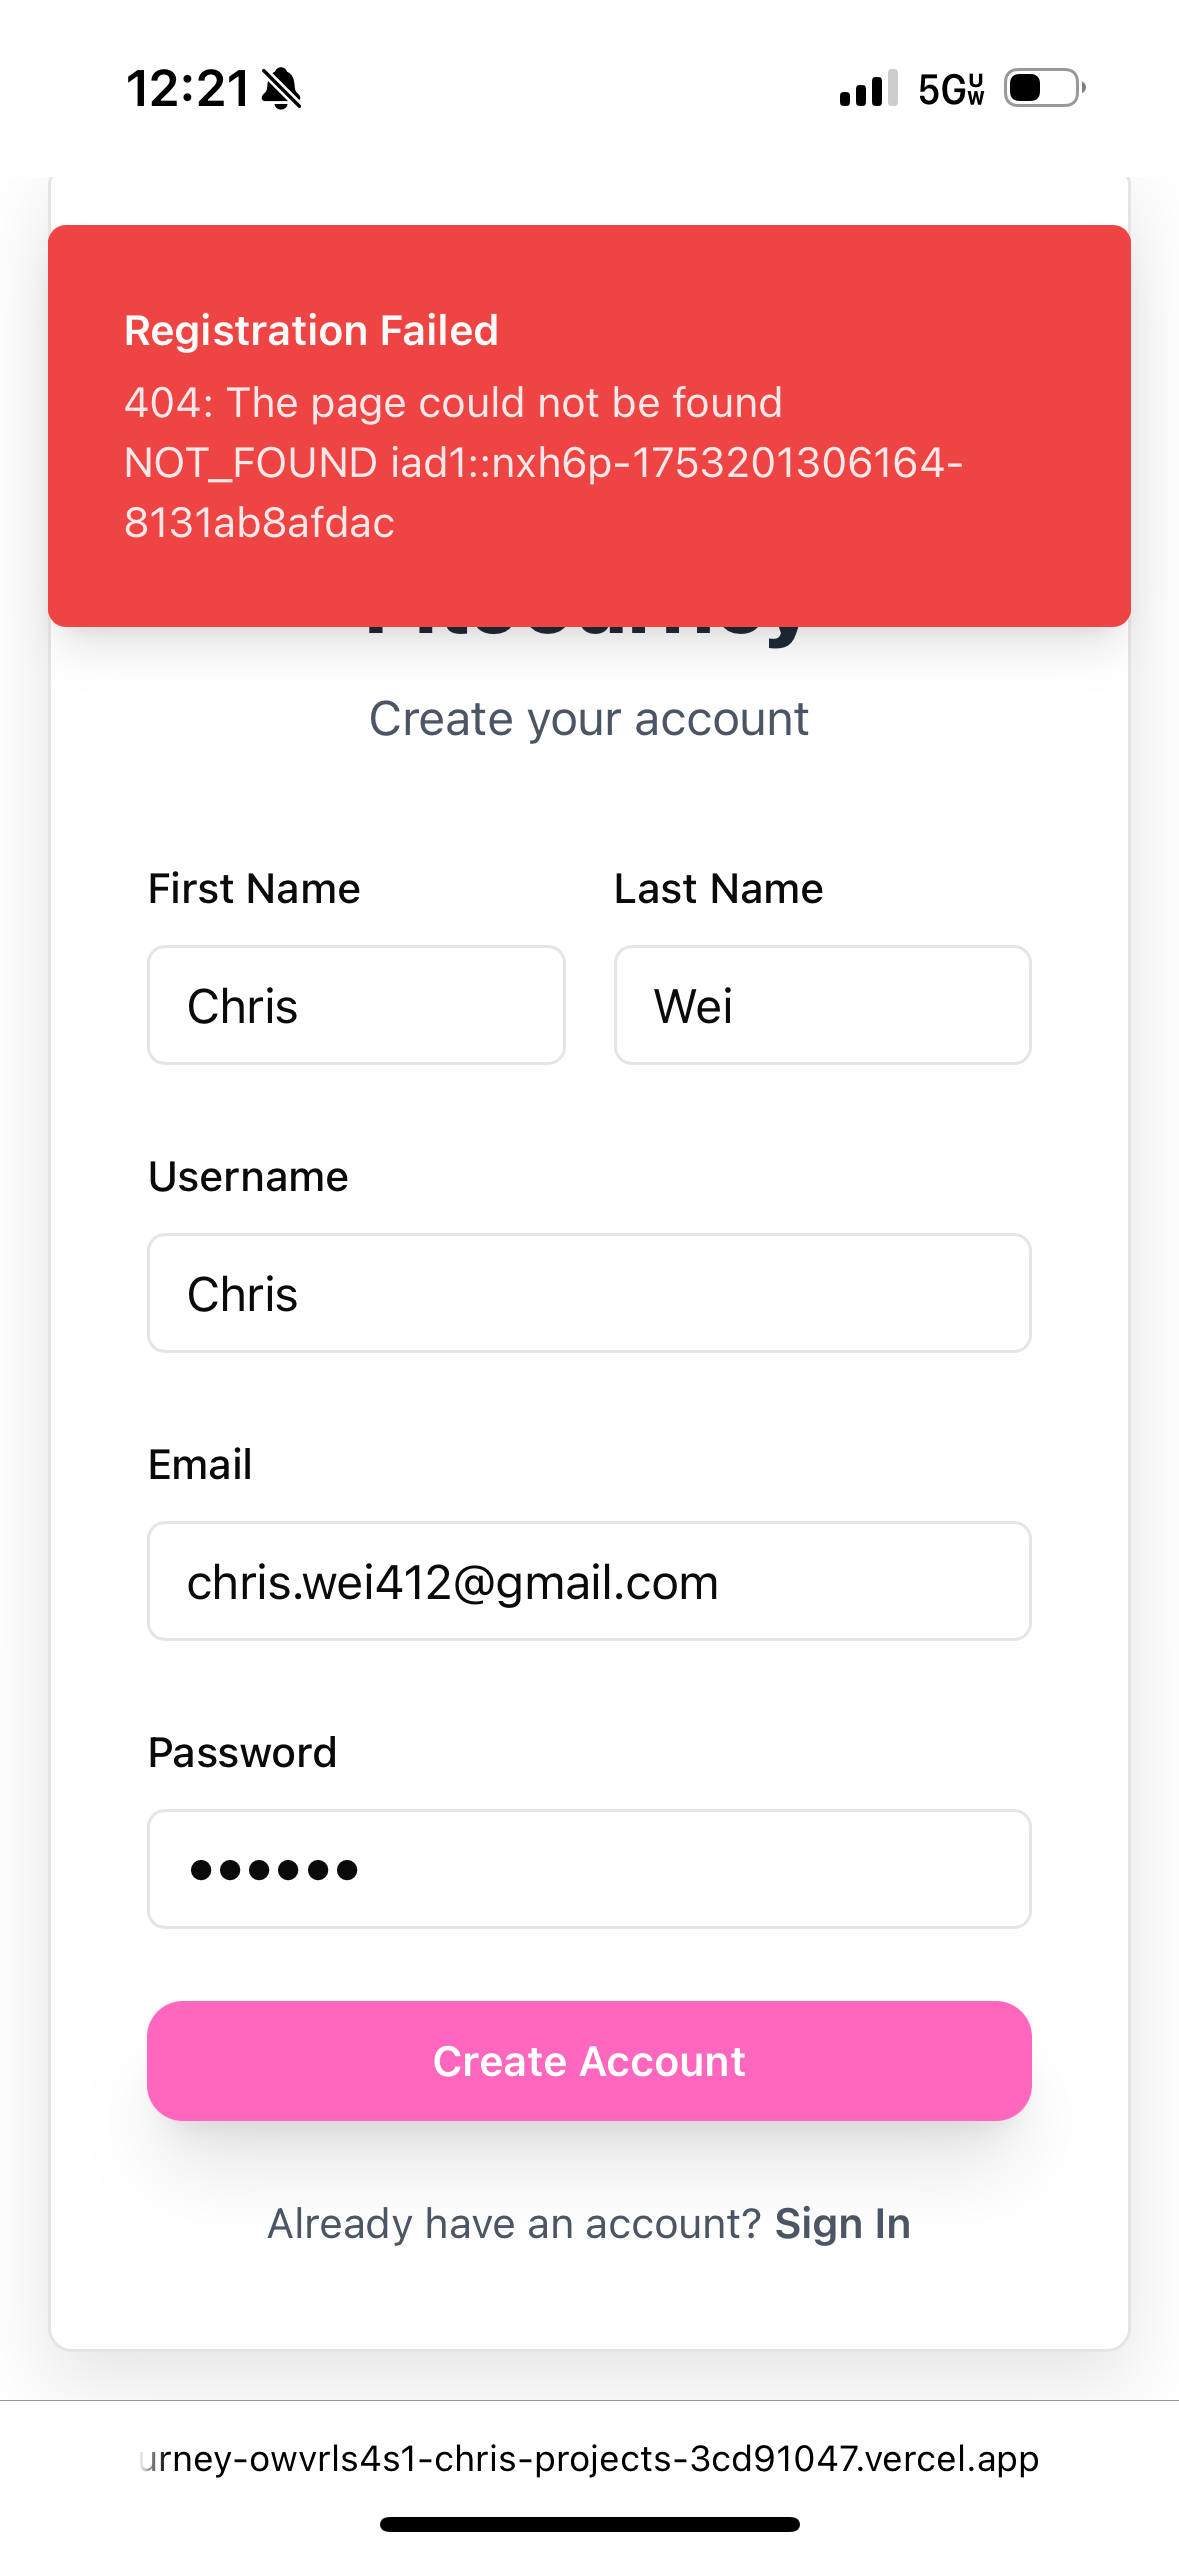 12:21
5G UW
Registration Failed
404: The page could not be found
NOT_FOUND iad1::nxh6p-1753201306164-
8131ab8afdac
Create your account
First Name
Last Name
Chris
Wei
Username
Chris
Email
chris.wei412@gmail.com
Password
••••••
Create Account
Already have an account? Sign In
urney-owvrls4s1-chris-projects-3cd91047.vercel.app